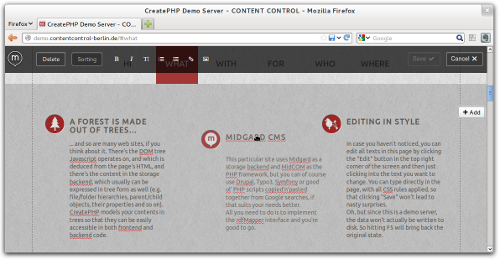 CreatePHP Demo Server - CONTENT CONTROL - Mozilla Firefox
Firefox
CreatePHP Demo Server - CO...
demo.contentcontrol-berlin.de/#what
Google
Delete
Sorting
B
I
Save
Cancel
HI
WHAT
WITH
FOR
WHO
WHERE
Add
A FOREST IS MADE
OUT OF TREES...
... and so are many web sites, if you
think about it. There's the DOM tree
Javascript operates on, and which is
deduced from the page's HTML, and
there's the content in the storage
backend, which usually can be
expressed in tree form as well (e.g.
file/folder hierarchies, parent/child
objects, their properties and so on).
CreatePHP models your contents in
trees so that they can be easily
accessible in both frontend and
backend code.
MIDGARD CMS
This particular site uses Midgard as a
storage backend and MidCOM as the
PHP framework, but you can of course
use Drupal, Typo3, Symfony or good
ol' PHP scripts copied/pasted
together from Google searches, if
that suits your needs better.
All you need to do is to implement
the rdfMapper interface and you're
good to go.
EDITING IN STYLE
In case you haven't noticed, you can
edit all texts in this page by clicking
the "Edit" button in the top right
corner of the screen and then just
clicking into the text you want to
change. You can type directly in the
page, with all CSS rules applied, so
that clicking "Save" won't lead to
nasty surprises.
Oh, but since this is a demo server,
the data won't actually be written to
disk. So hitting F5 will bring back the
original state.